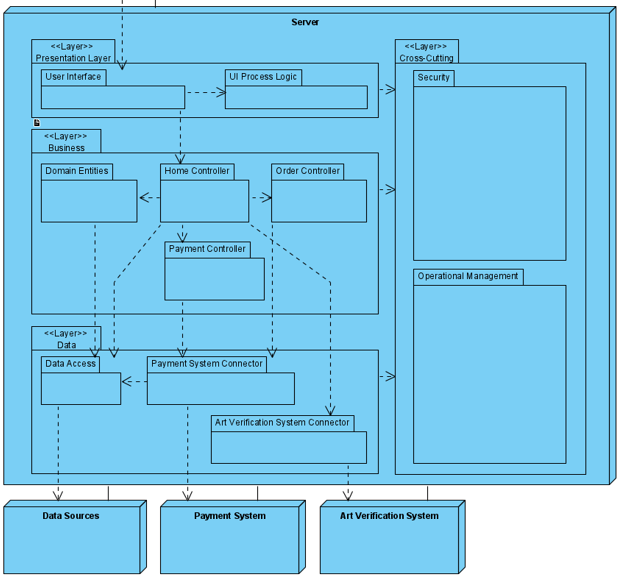 Server
<<Layer>>
Presentation Layer
<<Layer>>
Cross-Cutting
User Interface
UI Process Logic
Security
<<Layer>>
Business
Domain Entities
Home Controller
Order Controller
Payment Controller
Operational Management
<<Layer>>
Data
Data Access
Payment System Connector
Art Verification System Connector
Data Sources
Payment System
Art Verification System